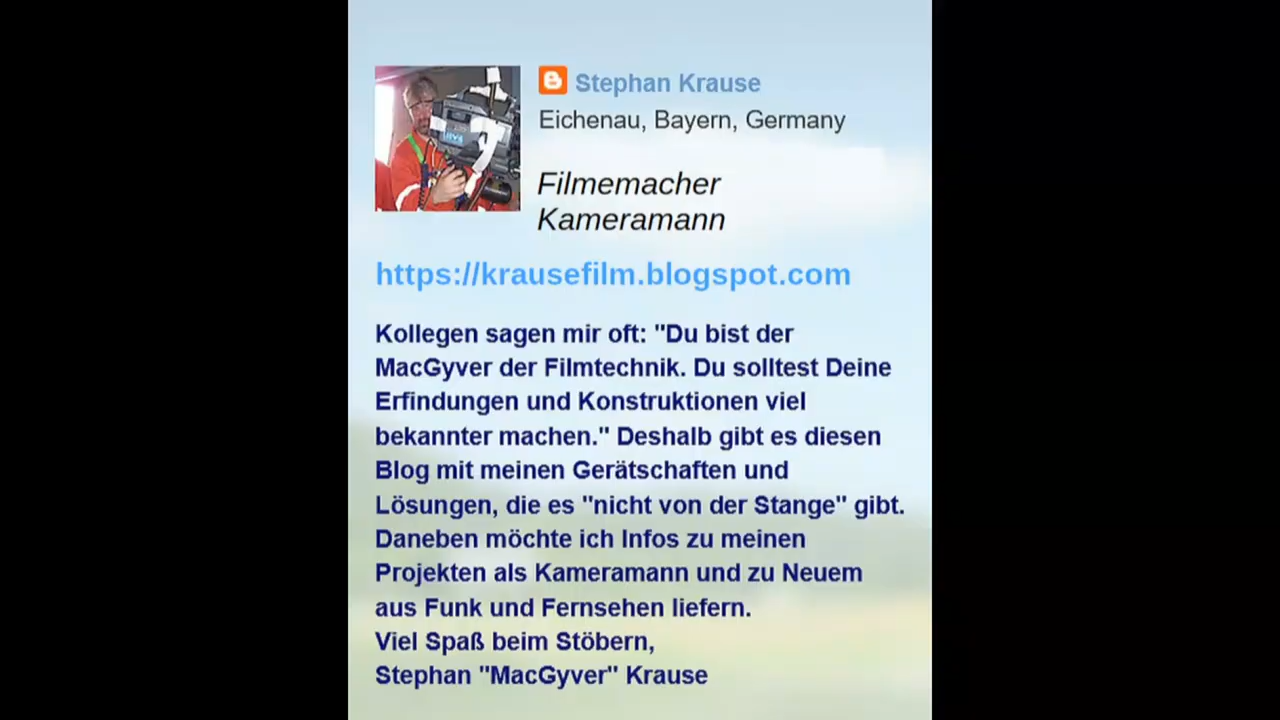 Stephan Krause
Eichenau, Bayern, Germany
Filmemacher
Kameramann
https://krausefilm.blogspot.com
Kollegen sagen mir oft: "Du bist der
MacGyver der Filmtechnik. Du solltest Deine
Erfindungen und Konstruktionen viel
bekannter machen." Deshalb gibt es diesen
Blog mit meinen Gerätschaften und
Lösungen, die es "nicht von der Stange" gibt.
Daneben möchte ich Infos zu meinen
Projekten als Kameramann und zu Neuem
aus Funk und Fernsehen liefern.
Viel Spaß beim Stöbern,
Stephan "MacGyver" Krause